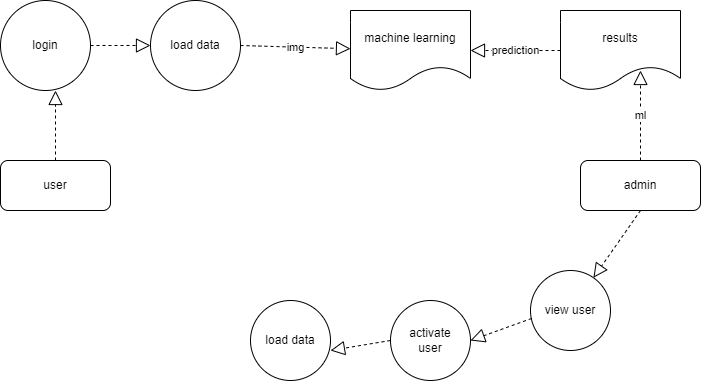 login
load data
img
machine learning
prediction
results
ml
user
admin
view user
activate
user
load data